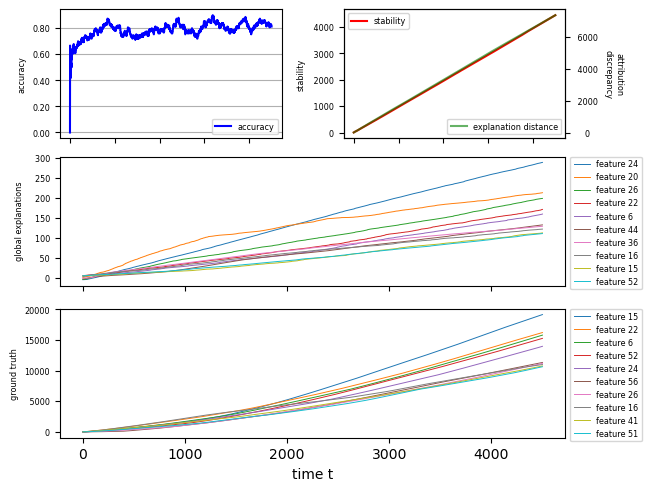 accuracy
0.80
0.60
0.40
0.20
0.00
accuracy
stability
4000
3000
2000
1000
0
stability
explanation distance
6000
4000
2000
0
attribution
discrepancy
global explanations
300
250
200
150
100
50
0
feature 24
feature 20
feature 26
feature 22
feature 6
feature 44
feature 36
feature 16
feature 15
feature 52
ground truth
20000
15000
10000
5000
0
feature 15
feature 22
feature 6
feature 52
feature 24
feature 56
feature 26
feature 16
feature 41
feature 51
0 1000 2000 3000 4000
time t